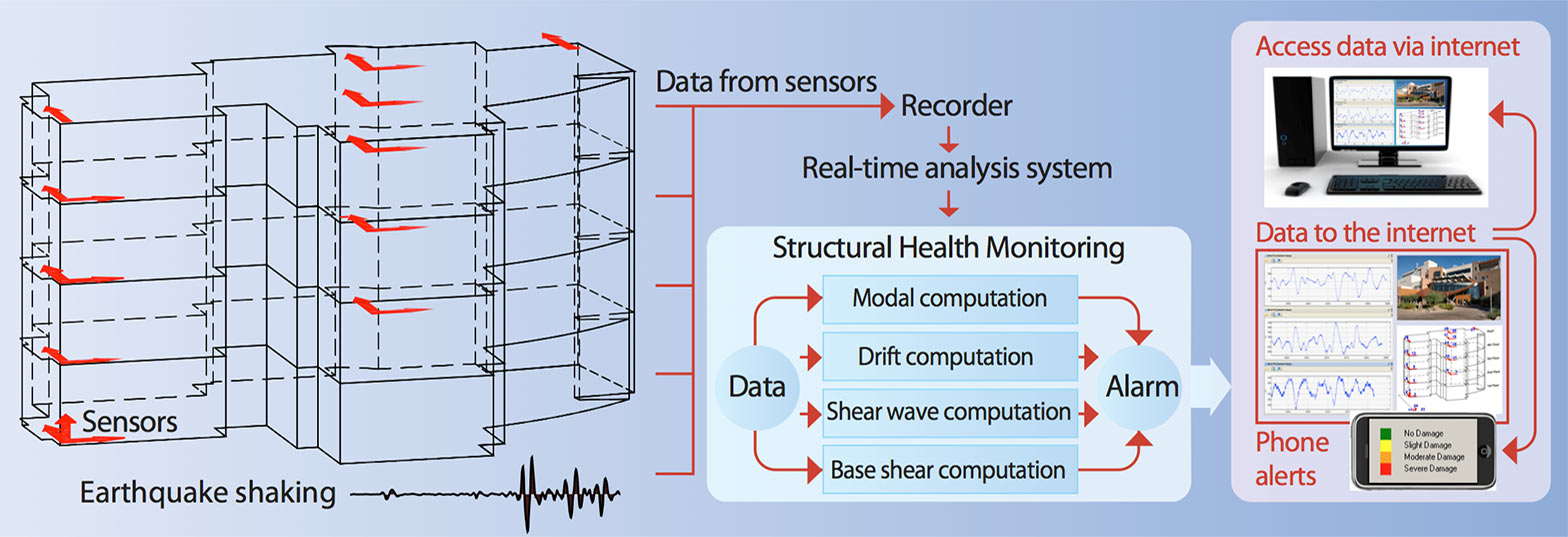 Data from sensors
Recorder
Real-time analysis system
Structural Health Monitoring
Modal computation
Drift computation
Data
Alarm
Shear wave computation
Base shear computation
Sensors
Earthquake shaking
Access data via internet
Data to the internet
Phone
alerts
No Damage
Slight Damage
Moderate Damage
Severe Damage